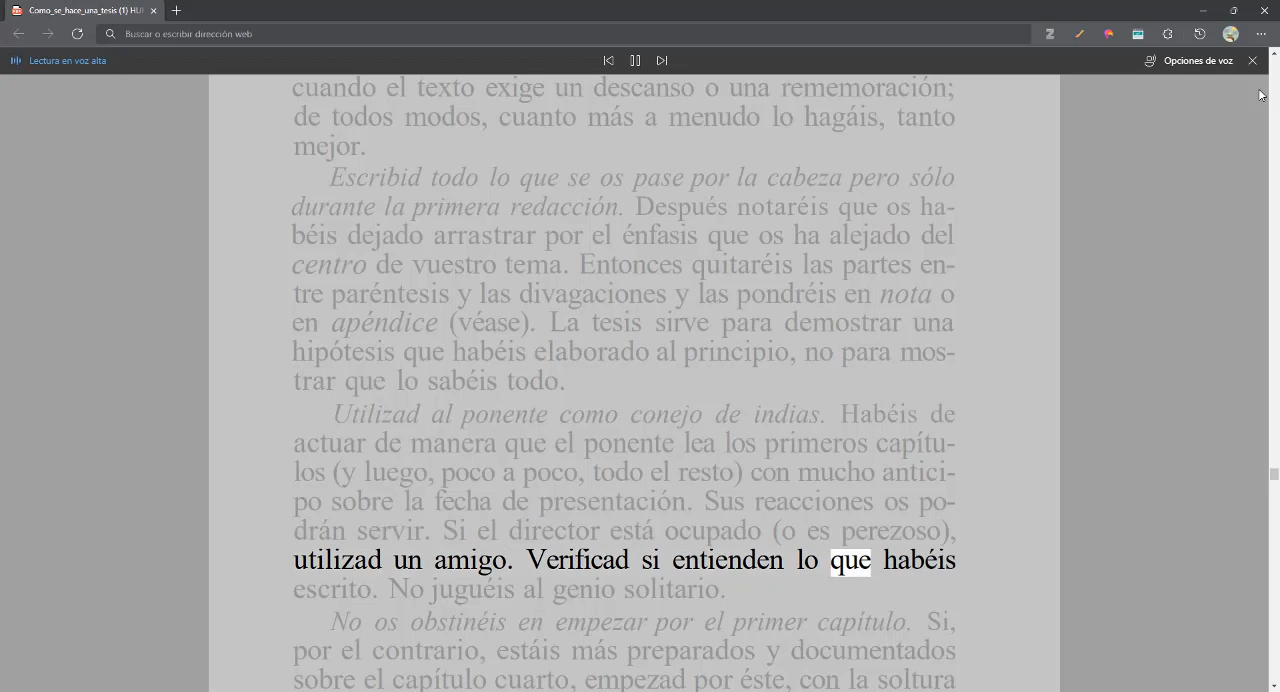 Como_se_hace_una_tesis (1) HUI
Buscar o escribir dirección web
Lectura en voz alta
Opciones de voz
cuando el texto exige un descanso o una rememoración;
de todos modos, cuanto más a menudo lo hagáis, tanto
mejor.
Escribid todo lo que se os pase por la cabeza pero sólo
durante la primera redacción. Después notaréis que os ha-
béis dejado arrastrar por el énfasis que os ha alejado del
centro de vuestro tema. Entonces quitaréis las partes en-
tre paréntesis y las divagaciones y las pondréis en nota o
en apéndice (véase). La tesis sirve para demostrar una
hipótesis que habéis elaborado al principio, no para mos-
trar que lo sabéis todo.
Utilizad al ponente como conejo de indias. Habéis de
actuar de manera que el ponente lea los primeros capítu-
los (y luego, poco a poco, todo el resto) con mucho antici-
po sobre la fecha de presentación. Sus reacciones os po-
drán servir. Si el director está ocupado (o es perezoso),
utilizad un amigo. Verificad si entienden lo que habéis
escrito. No juguéis al genio solitario.
No os obstinéis en empezar por el primer capítulo. Si,
por el contrario, estáis más preparados y documentados
sobre el capítulo cuarto, empezad por éste, con la soltura